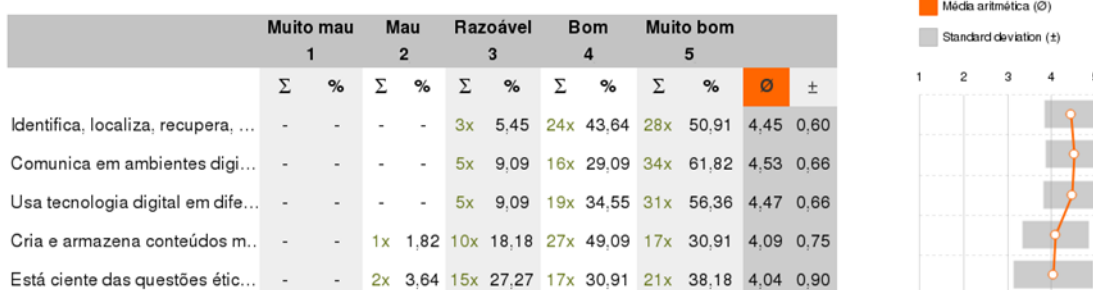 Média aritmética (Ø)
Standard deviation (±)
Muito mau Mau Razoável Bom Muito bom
1 2 3 4 5
Σ % Σ % Σ % Σ % Σ % Ø ±
1 2 3 4 5
Identifica, localiza, recupera, ... - - - - 3x 5,45 24x 43,64 28x 50,91 4,45 0,60
Comunica em ambientes digi... - - - - 5x 9,09 16x 29,09 34x 61,82 4,53 0,66
Usa tecnologia digital em dife... - - - - 5x 9,09 19x 34,55 31x 56,36 4,47 0,66
Cria e armazena conteúdos m.. - - 1x 1,82 10x 18,18 27x 49,09 17x 30,91 4,09 0,75
Está ciente das questões étic... - - 2x 3,64 15x 27,27 17x 30,91 21x 38,18 4,04 0,90